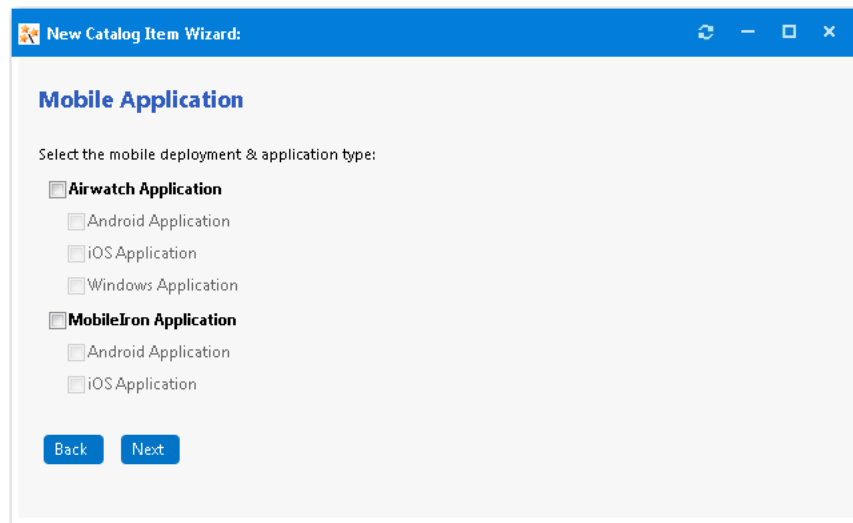 New Catalog Item Wizard:
Mobile Application
Select the mobile deployment & application type:
Airwatch Application
Android Application
iOS Application
Windows Application
MobileIron Application
Android Application
iOS Application
Back Next